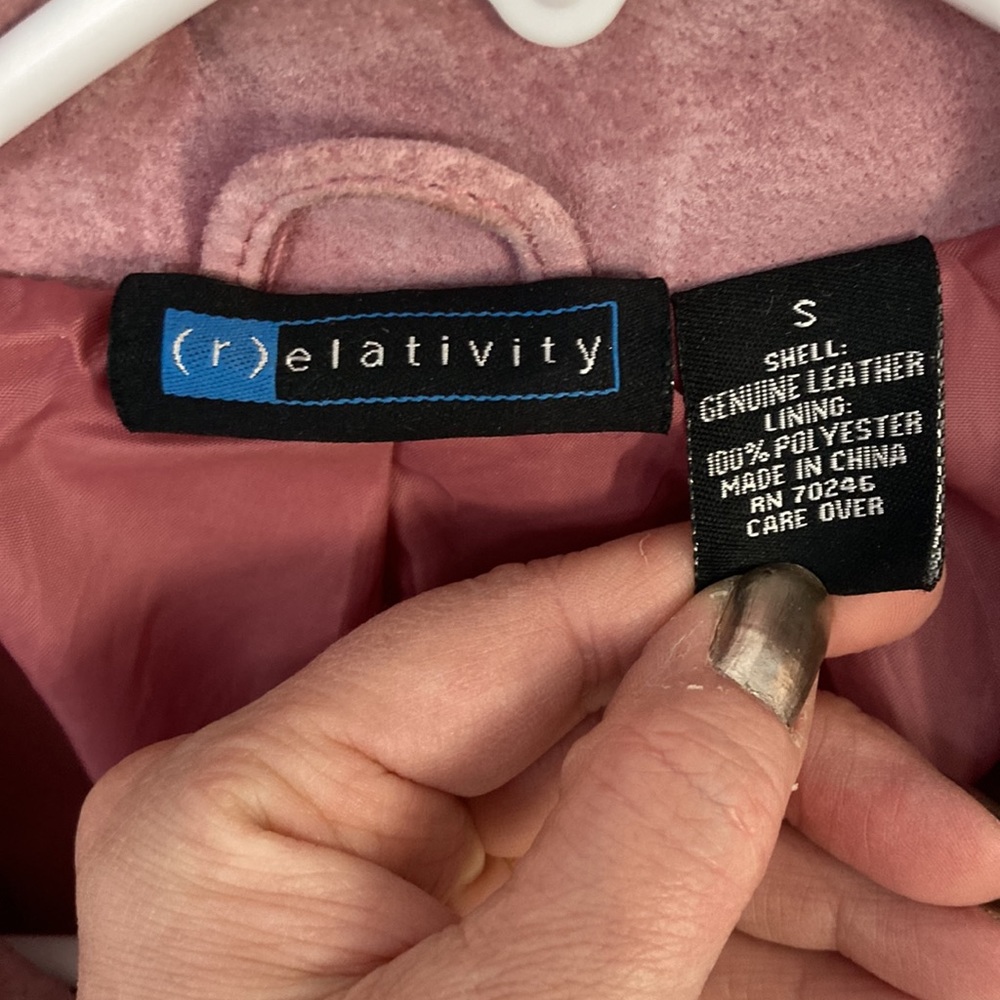 (r)elativity
S
SHELL:
GENUINE LEATHER
LINING:
100% POLYESTER
MADE IN CHINA
RN 70246
CARE OVER